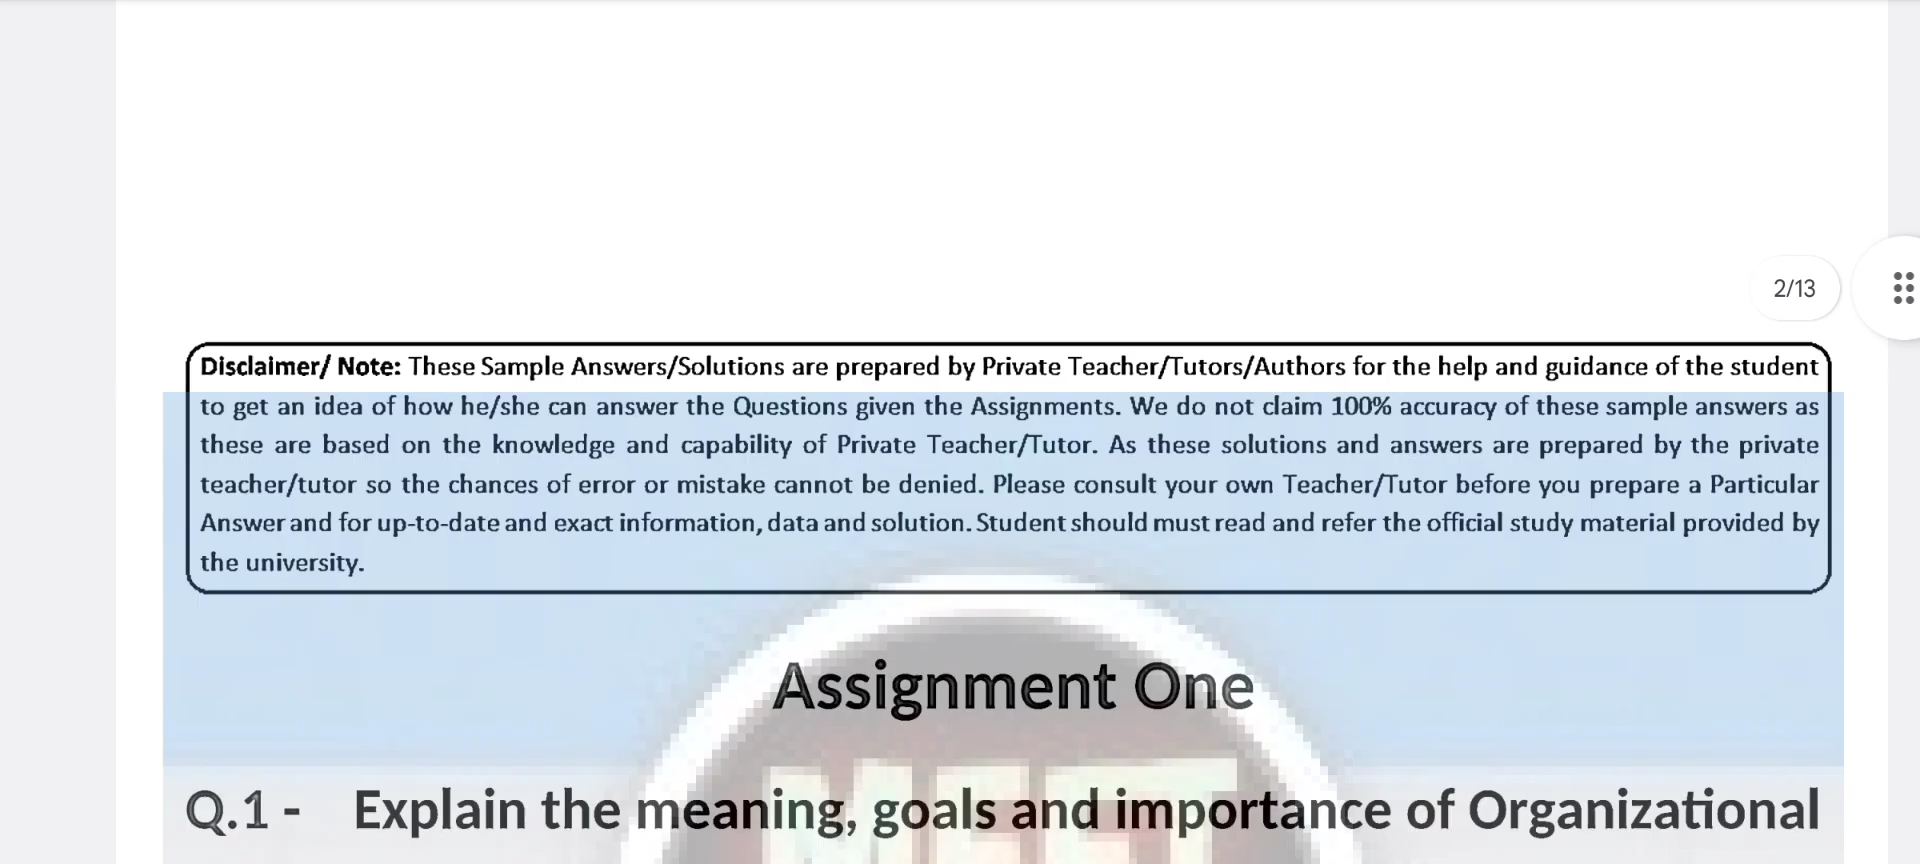 2/13
Disclaimer/ Note: These Sample Answers/Solutions are prepared by Private Teacher/Tutors/Authors for the help and guidance of the student
to get an idea of how he/she can answer the Questions given the Assignments. We do not claim 100% accuracy of these sample answers as
these are based on the knowledge and capability of Private Teacher/Tutor. As these solutions and answers are prepared by the private
teacher/tutor so the chances of error or mistake cannot be denied. Please consult your own Teacher/Tutor before you prepare a Particular
Answer and for up-to-date and exact information, data and solution. Student should must read and refer the official study material provided by
the university.
Assignment One
Q.1 - Explain the meaning, goals and importance of Organizational